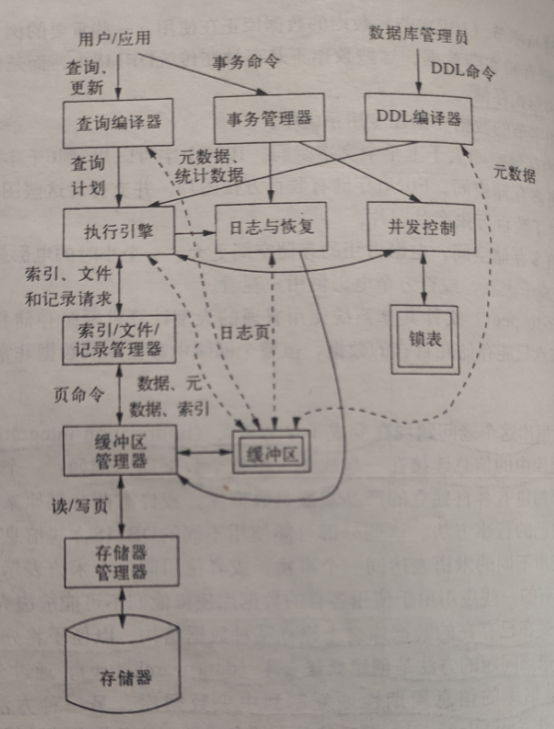 用户/应用
数据库管理员
查询、
更新
事务命令
DDL命令
查询编译器
事务管理器
DDL编译器
查询
计划
元数据、
统计数据
元数据
执行引擎
日志与恢复
并发控制
索引、文件
和记录请求
索引/文件/
记录管理器
日志页
锁表
页命令
数据、元
数据、索引
缓冲区
管理器
缓冲区
读/写页
存储器
管理器
存储器